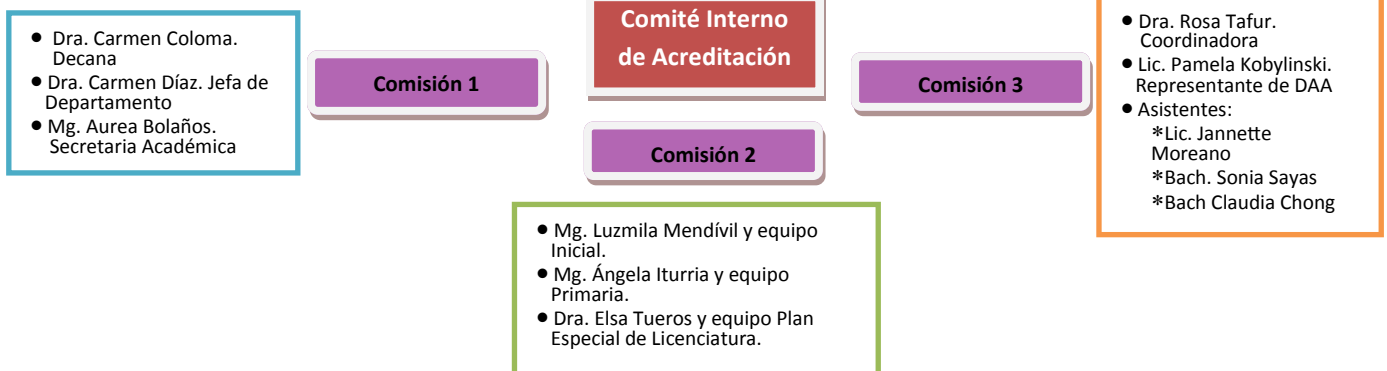 Comité Interno
de Acreditación
Comisión 1
● Dra. Carmen Coloma.
Decana
● Dra. Carmen Díaz. Jefa de
Departamento
● Mg. Aurea Bolaños.
Secretaria Académica
Comisión 2
● Mg. Luzmila Mendívil y equipo
Inicial.
● Mg. Ángela Iturria y equipo
Primaria.
● Dra. Elsa Tueros y equipo Plan
Especial de Licenciatura.
Comisión 3
● Dra. Rosa Tafur.
Coordinadora
● Lic. Pamela Kobylinski.
Representante de DAA
● Asistentes:
*Lic. Jannette
Moreano
*Bach. Sonia Sayas
*Bach Claudia Chong